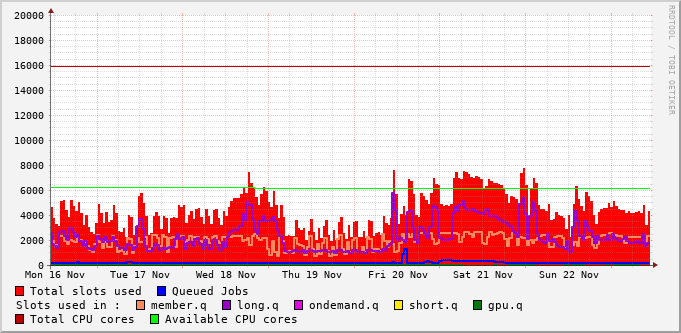 20000
18000
16000
14000
12000
10000
8000
6000
4000
2000
0
Mon 16 Nov Tue 17 Nov Wed 18 Nov Thu 19 Nov Fri 20 Nov Sat 21 Nov Sun 22 Nov
Total slots used Queued Jobs
Slots used in : member.q long.q ondemand.q short.q gpu.q
Total CPU cores Available CPU cores
RRDTOOL / TOBI OETIKER